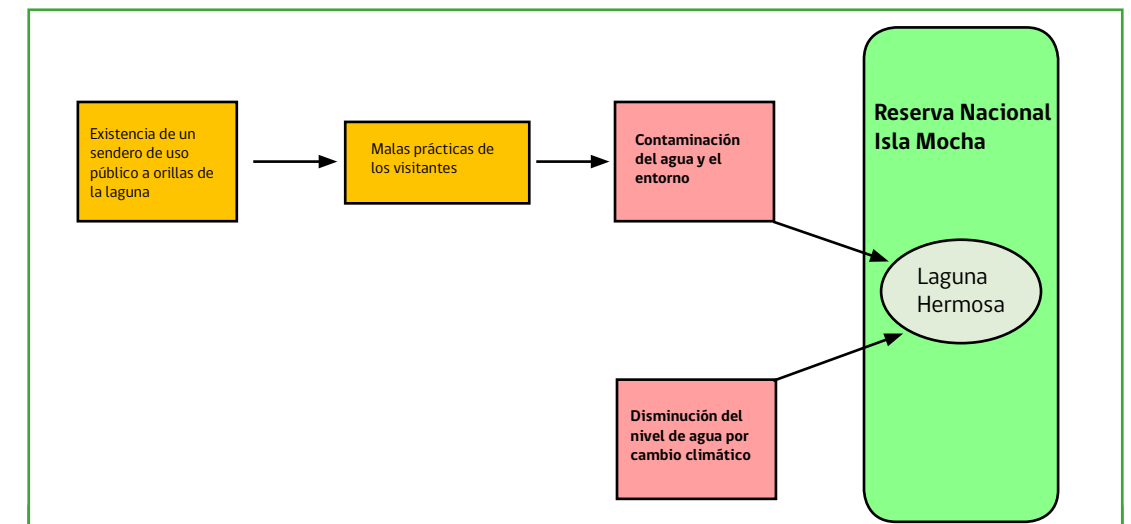 Existencia de un
sendero de uso
público a orillas de
la laguna
Malas prácticas de
los visitantes
Contaminación
del agua y el
entorno
Reserva Nacional
Isla Mocha
Laguna
Hermosa
Disminución del
nivel de agua por
cambio climático